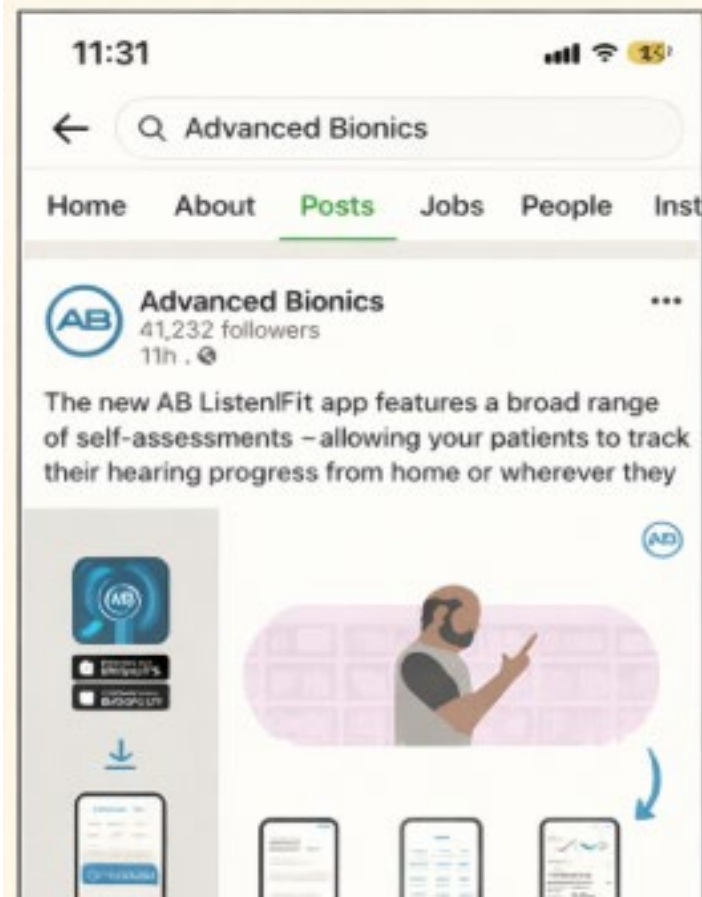 11:31
Advanced Bionics
Home About Posts Jobs People Inst
AB
Advanced Bionics
41,232 followers
11h .
The new AB ListenlFit app features a broad range
of self-assessments – allowing your patients to track
their hearing progress from home or wherever they
AB
AB